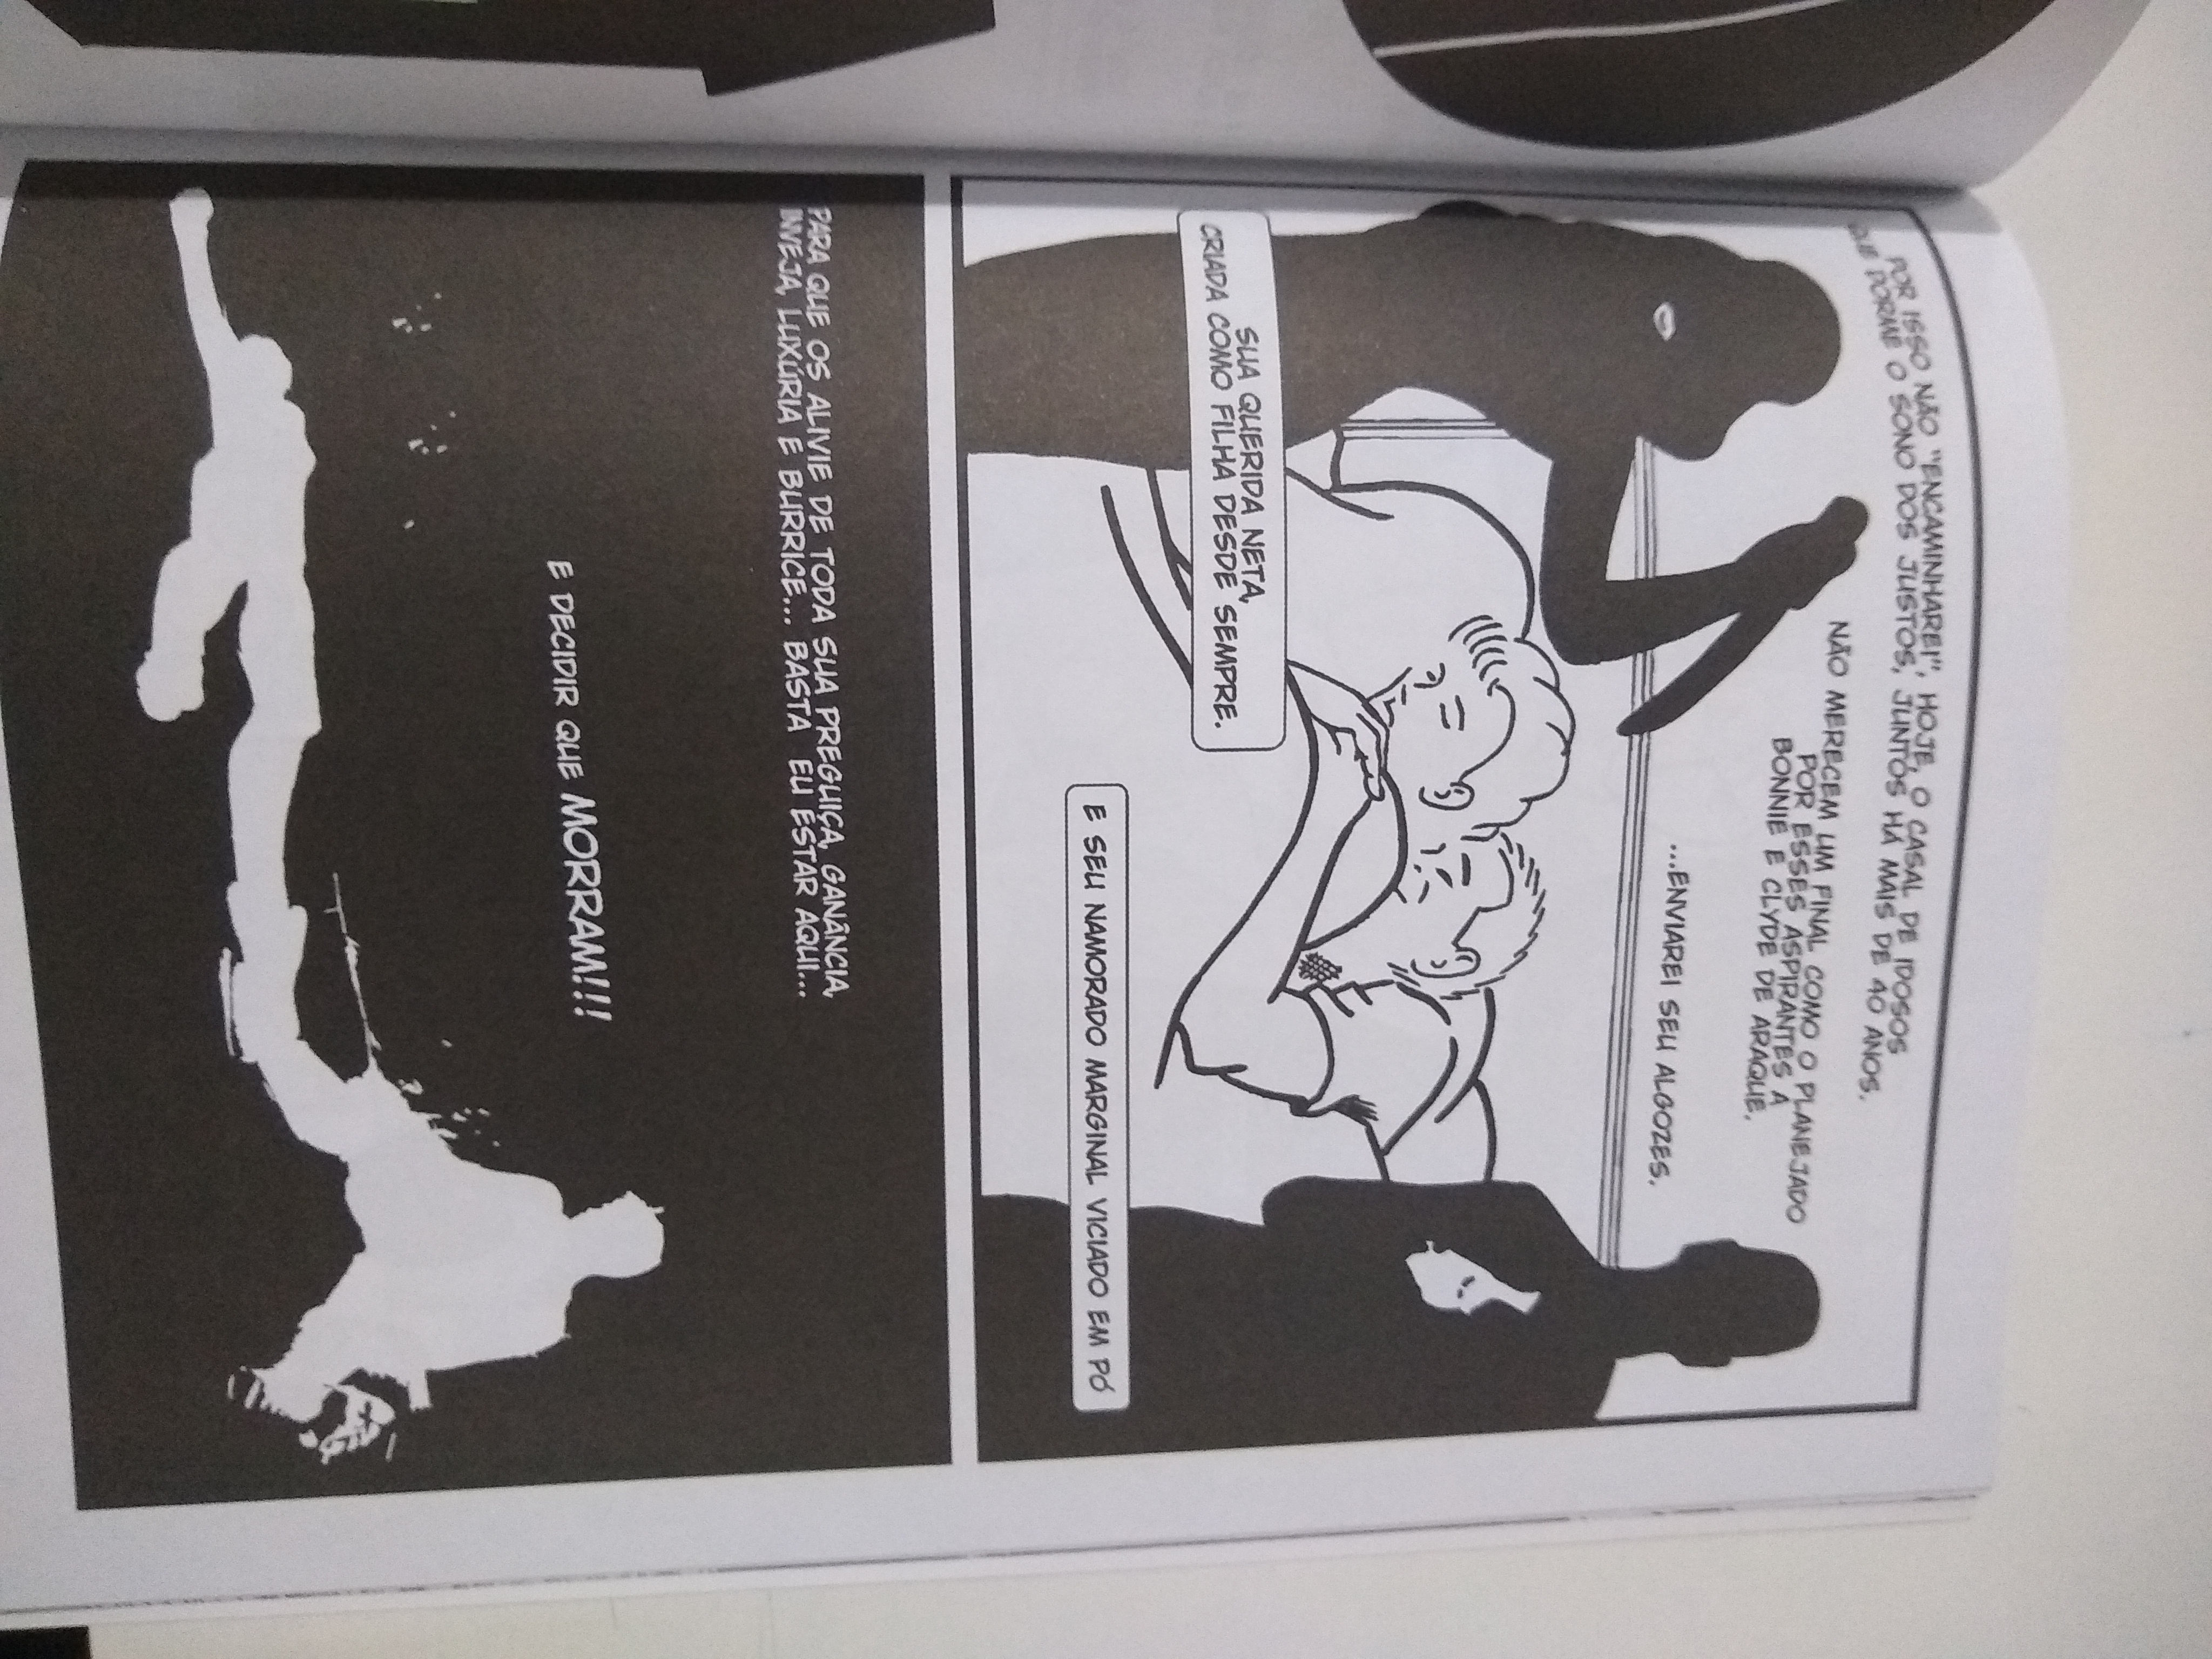 POR ISSO NÃO "ENCAMINHAREI", HOJE, O CASAL DE IDOSOS
QUE DORME O SONO DOS JUSTOS, JUNTOS HÁ MAIS DE 40 ANOS.
NÃO MERECEM UM FINAL COMO O PLANEJADO
POR ESSES ASPIRANTES A
BONNIE E CLYDE DE ARAQUE.
...ENVIAREI SEU ALGOZES.
SUA QUERIDA NETA,
CRIADA COMO FILHA DESDE SEMPRE.
E SEU NAMORADO MARGINAL VICIADO EM PÓ
PARA QUE OS ALIVIE DE TODA SUA PREGUIÇA, GANÂNCIA,
INVEJA, LUXÚRIA E BURRICE... BASTA EU ESTAR AQUI...
E DECIDIR QUE MORRAM!!!